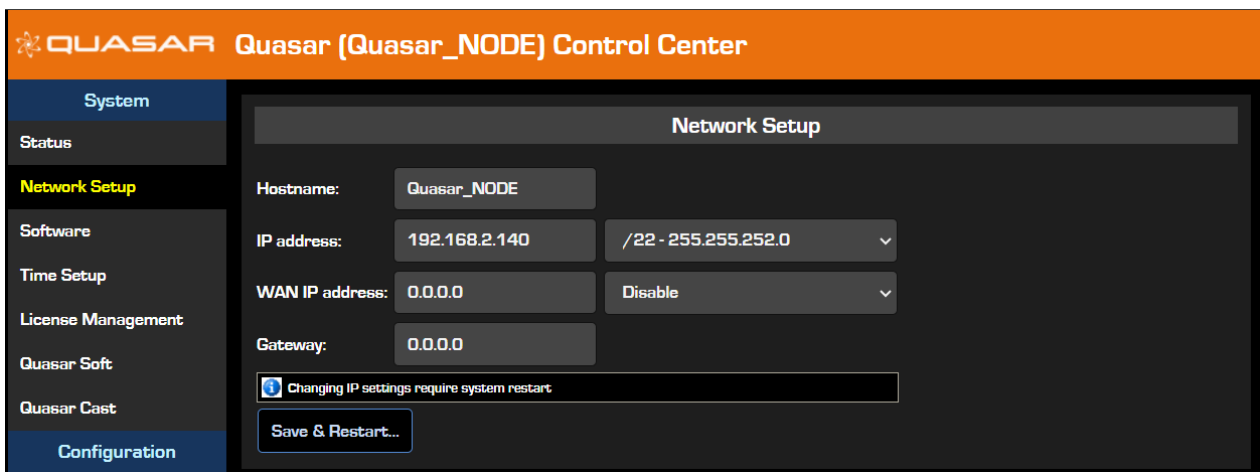 QUASAR Quasar (Quasar_NODE) Control Center
System
Status
Network Setup
Software
Time Setup
License Management
Quasar Soft
Quasar Cast
Configuration
Network Setup
Hostname: Quasar_NODE
IP address: 192.168.2.140 /22 - 255.255.252.0
WAN IP address: 0.0.0.0 Disable
Gateway: 0.0.0.0
Changing IP settings require system restart
Save & Restart...